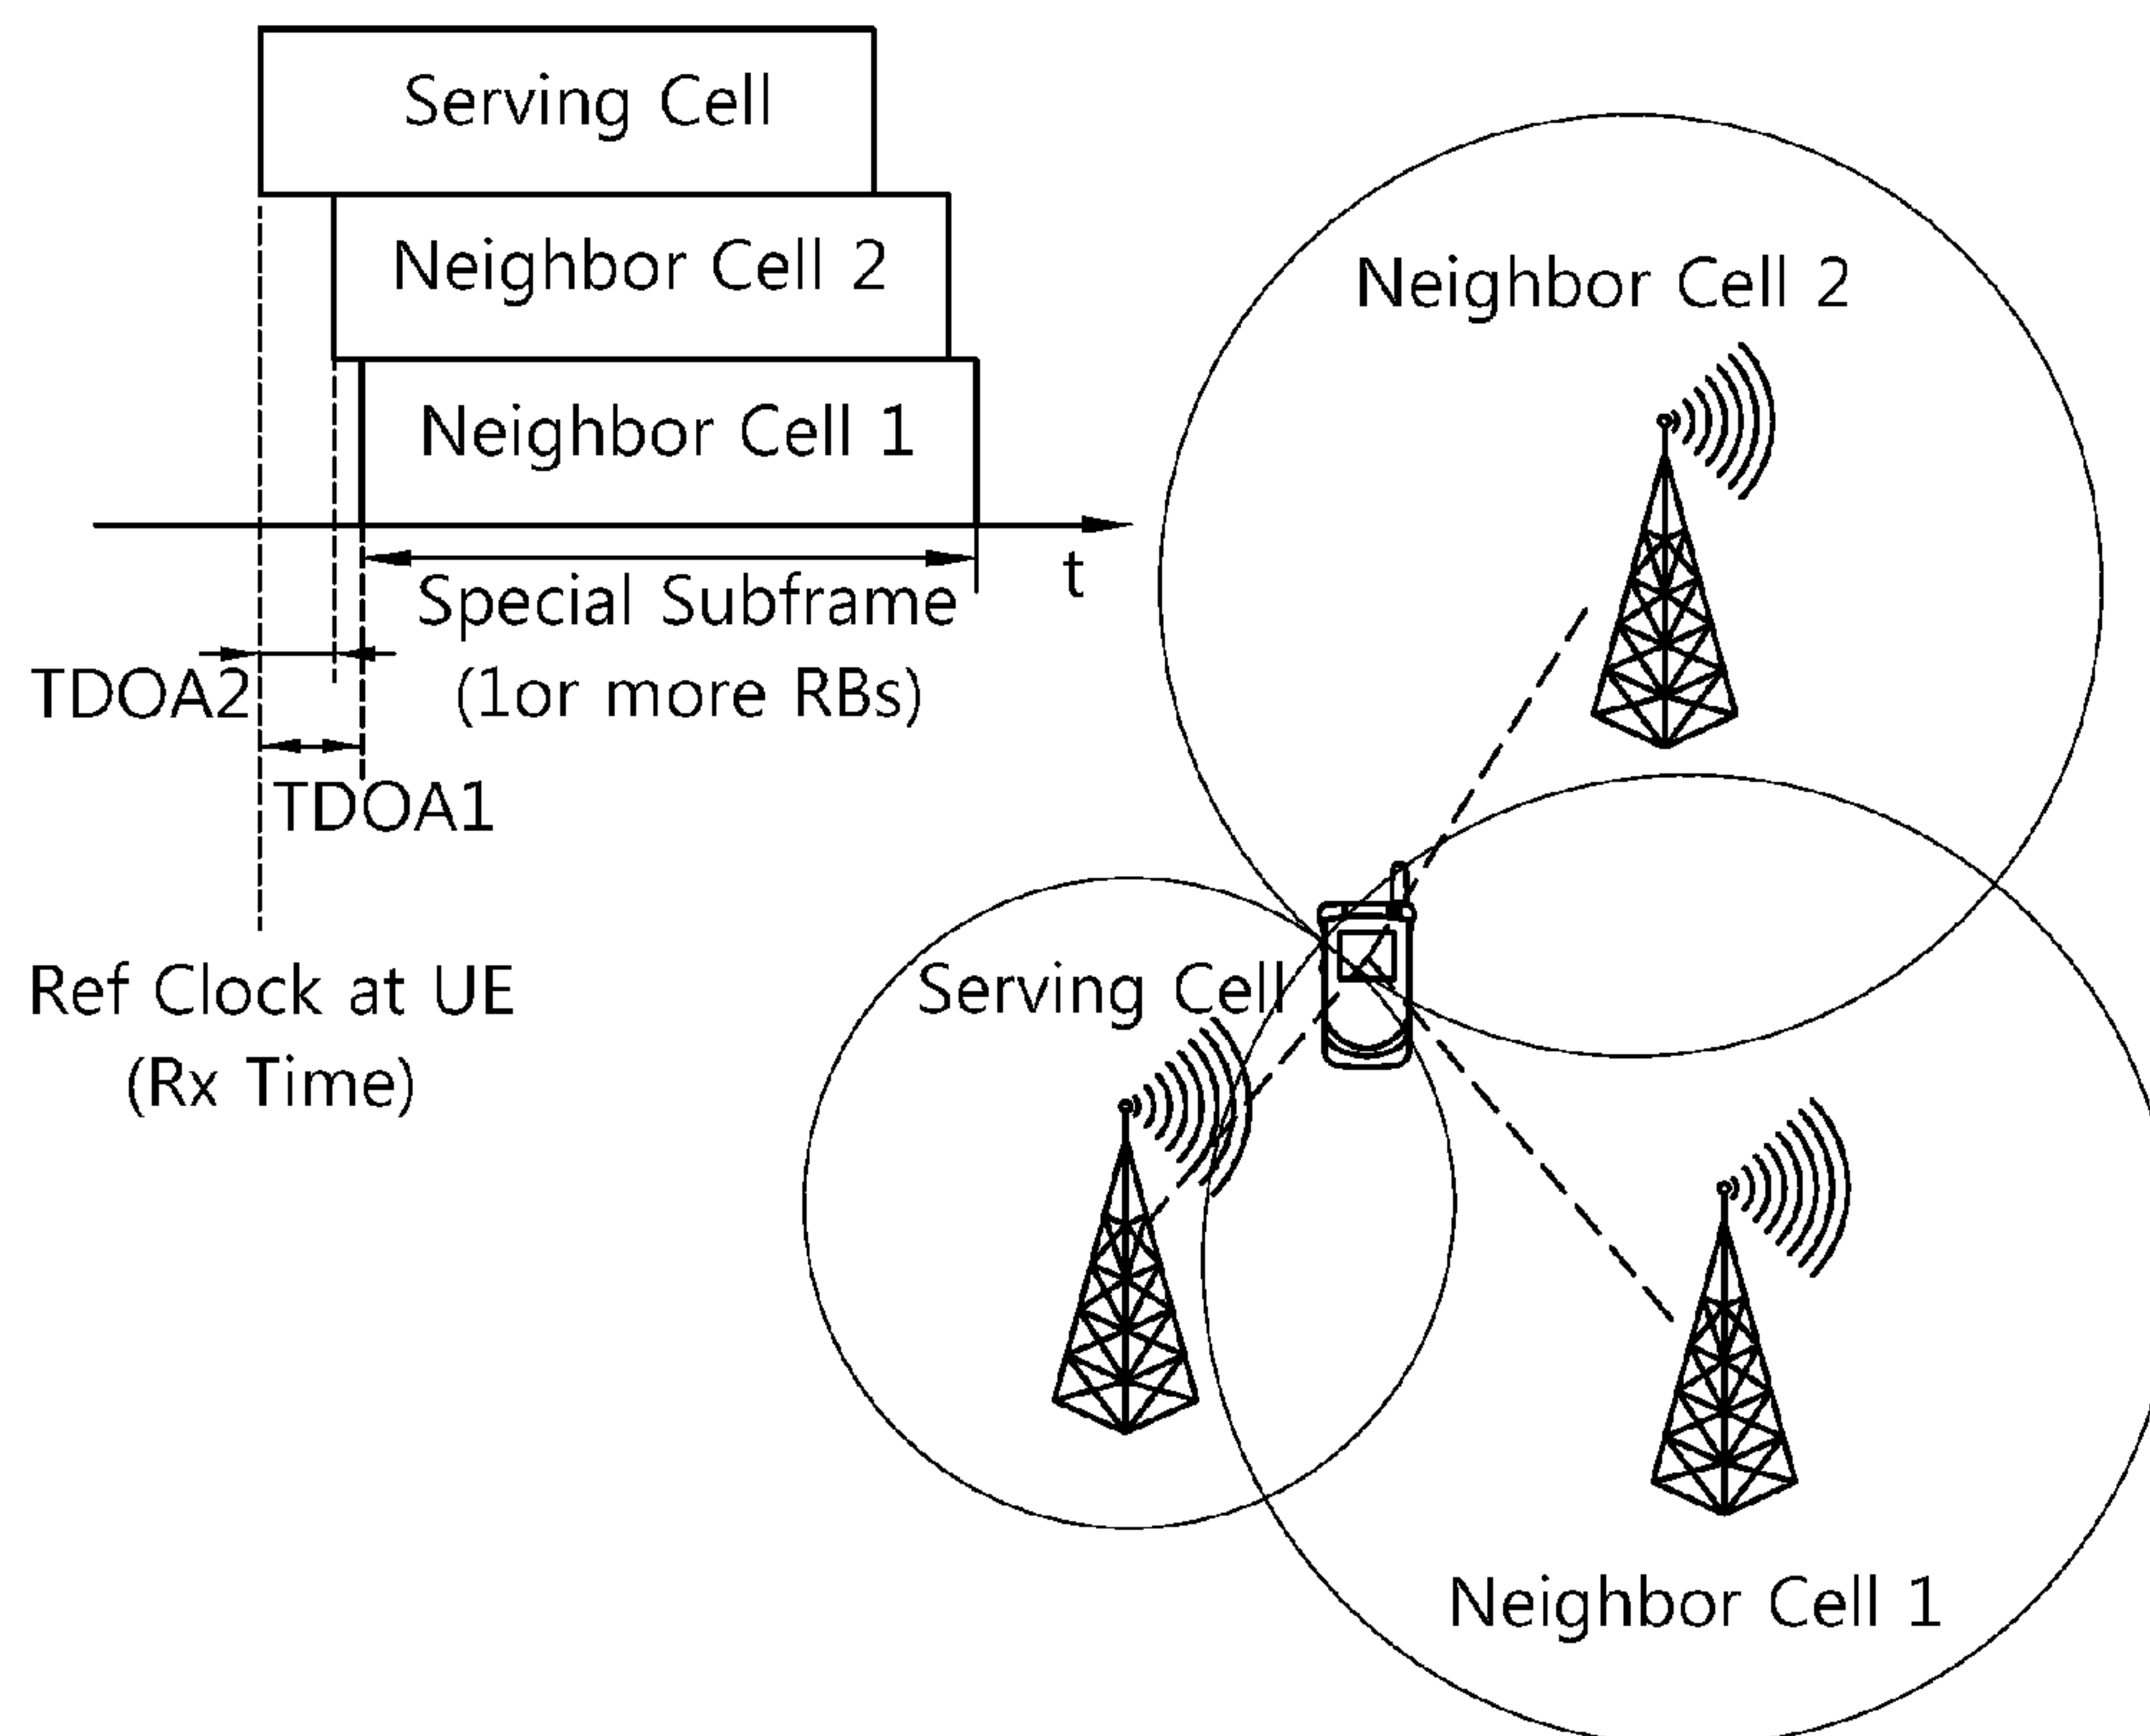 Serving Cell
Neighbor Cell 2
Neighbor Cell 1
t
Special Subframe
(1or more RBs)
TDOA2
TDOA1
Ref Clock at UE
(Rx Time)
Neighbor Cell 2
Serving Cell
Neighbor Cell 1